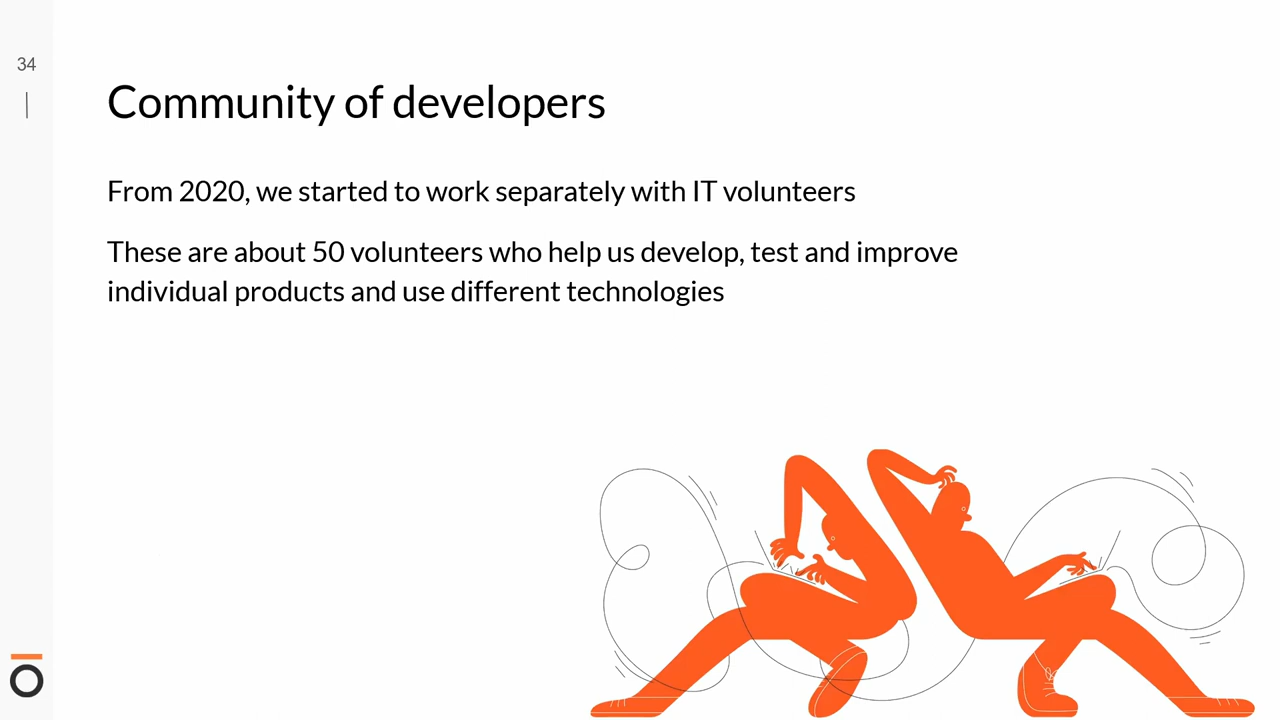 34
Community of developers
From 2020, we started to work separately with IT volunteers
These are about 50 volunteers who help us develop, test and improve
individual products and use different technologies